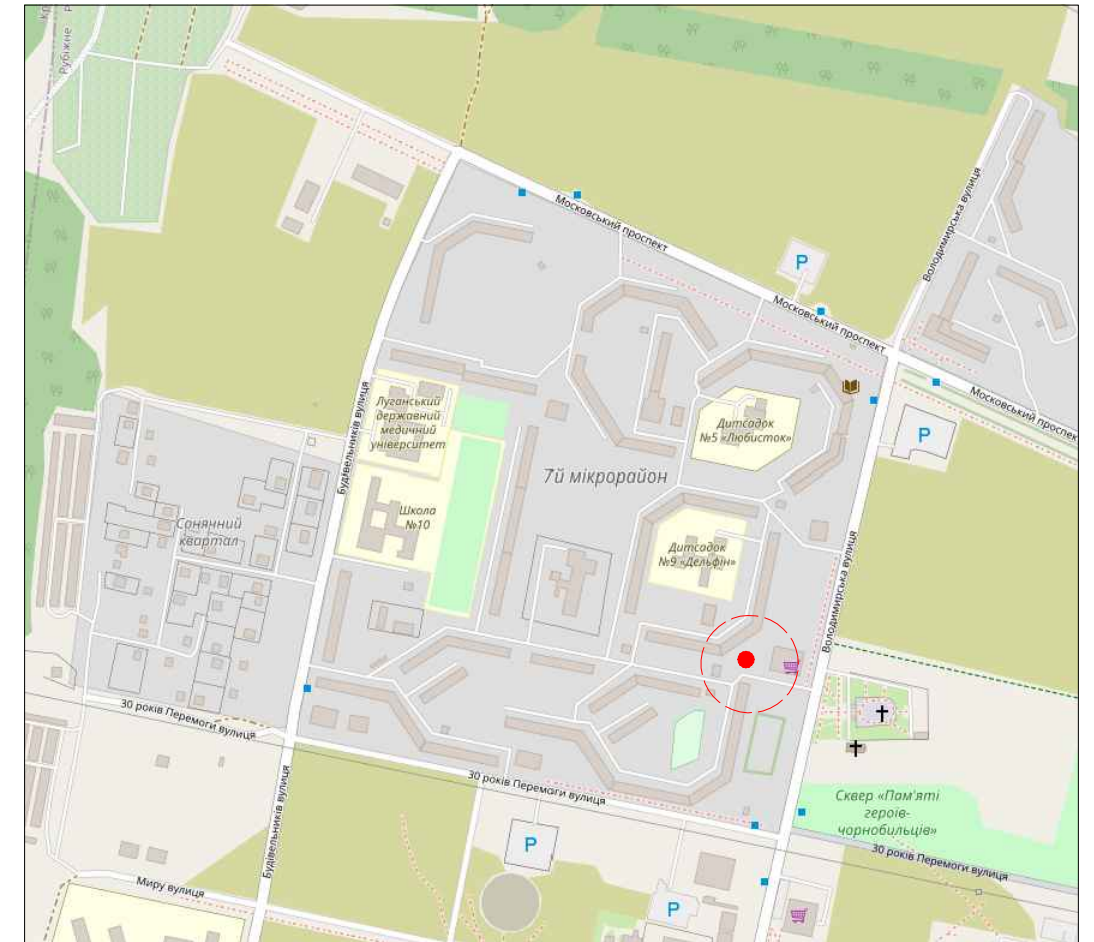 Рубіжне
Московський проспект
Володимирська вулиця
P
Московський проспект
Московський проспек
P
Будівельників вулиця
Луганський
державний
медичний
університет
Дитсадок
№5 «Любисток»
7й мікрорайон
Школа
№10
Сонячний
квартал
Дитсадок
№9 «Дельфін»
Володимирська вулиця
30 років Перемоги вулиця
30 років Перемоги вулиця
Сквер «Пам'яті
героїв-
чорнобильців»
Будівельників вулиця
P
30 років Перемоги вулиця
Миру вулиця
P